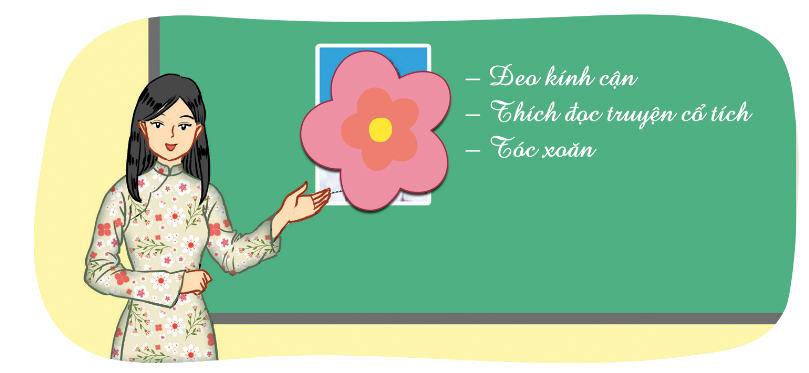 – Đeo kính cận
– Thích đọc truyện cổ tích
– Tóc xoăn